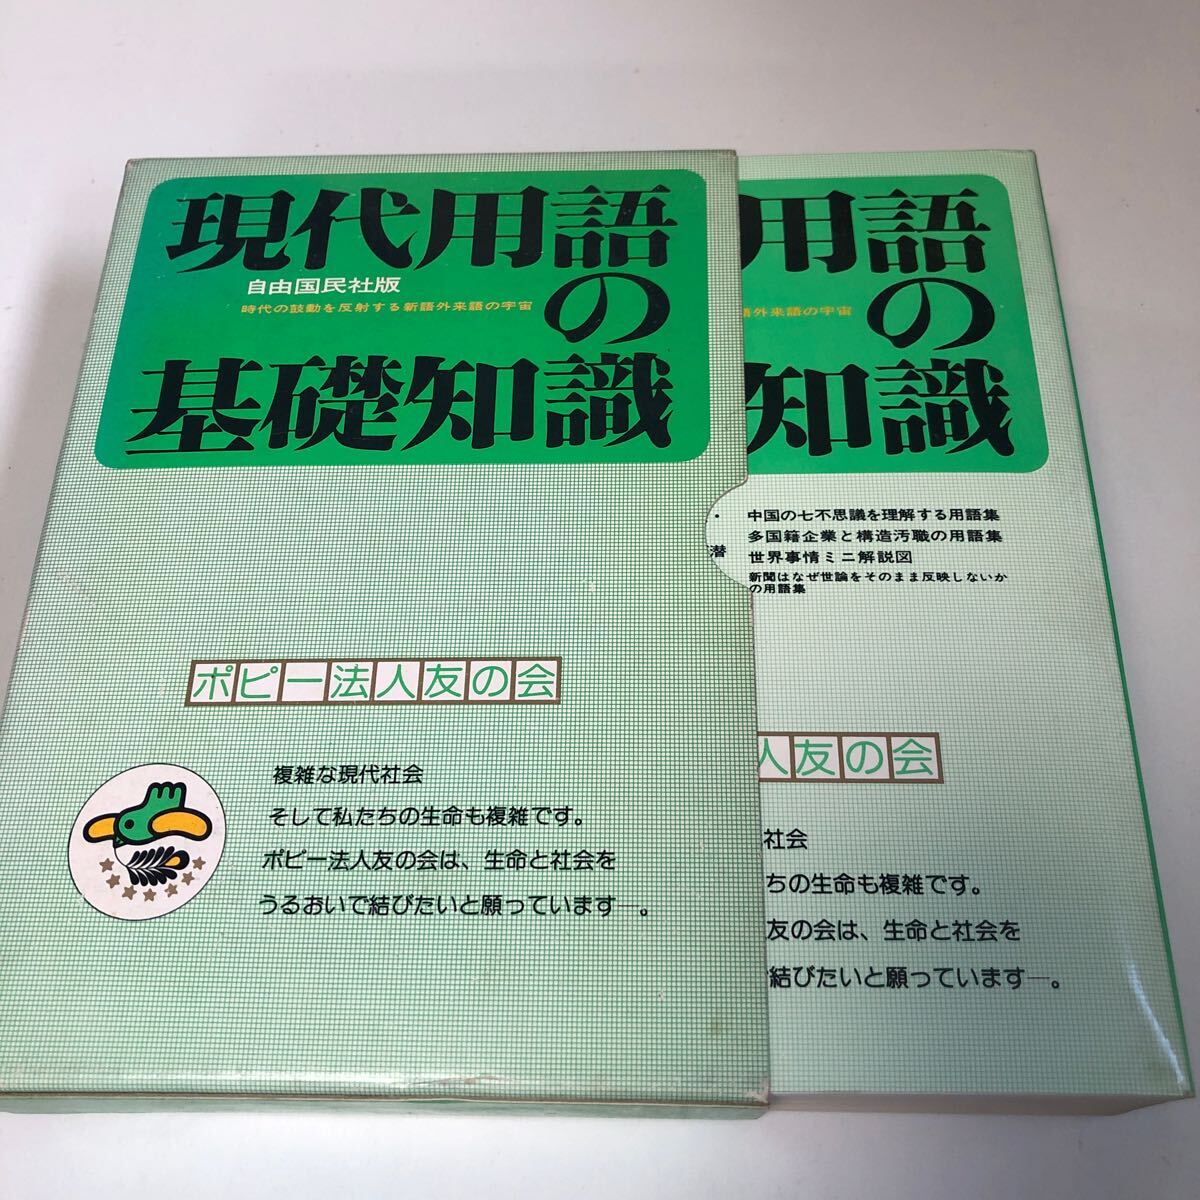 現代用語の
自由国民社版
時代の鼓動を反射する新語外来語の宇宙
基礎知識
ポピー法人友の会
複雑な現代社会
そして私たちの生命も複雑です。
ポピー法人友の会は、生命と社会を
うるおいで結びたいと願っています―。
用語の
語外来語の宇宙
知識
・ 中国の七不思議を理解する用語集
多国籍企業と構造汚職の用語集
潜 世界事情ミニ解説図
新聞はなぜ世論をそのまま反映しないか
の用語集
人友の会
社会
ちの生命も複雑です。
友の会は、生命と社会を
結びたいと願っています―。